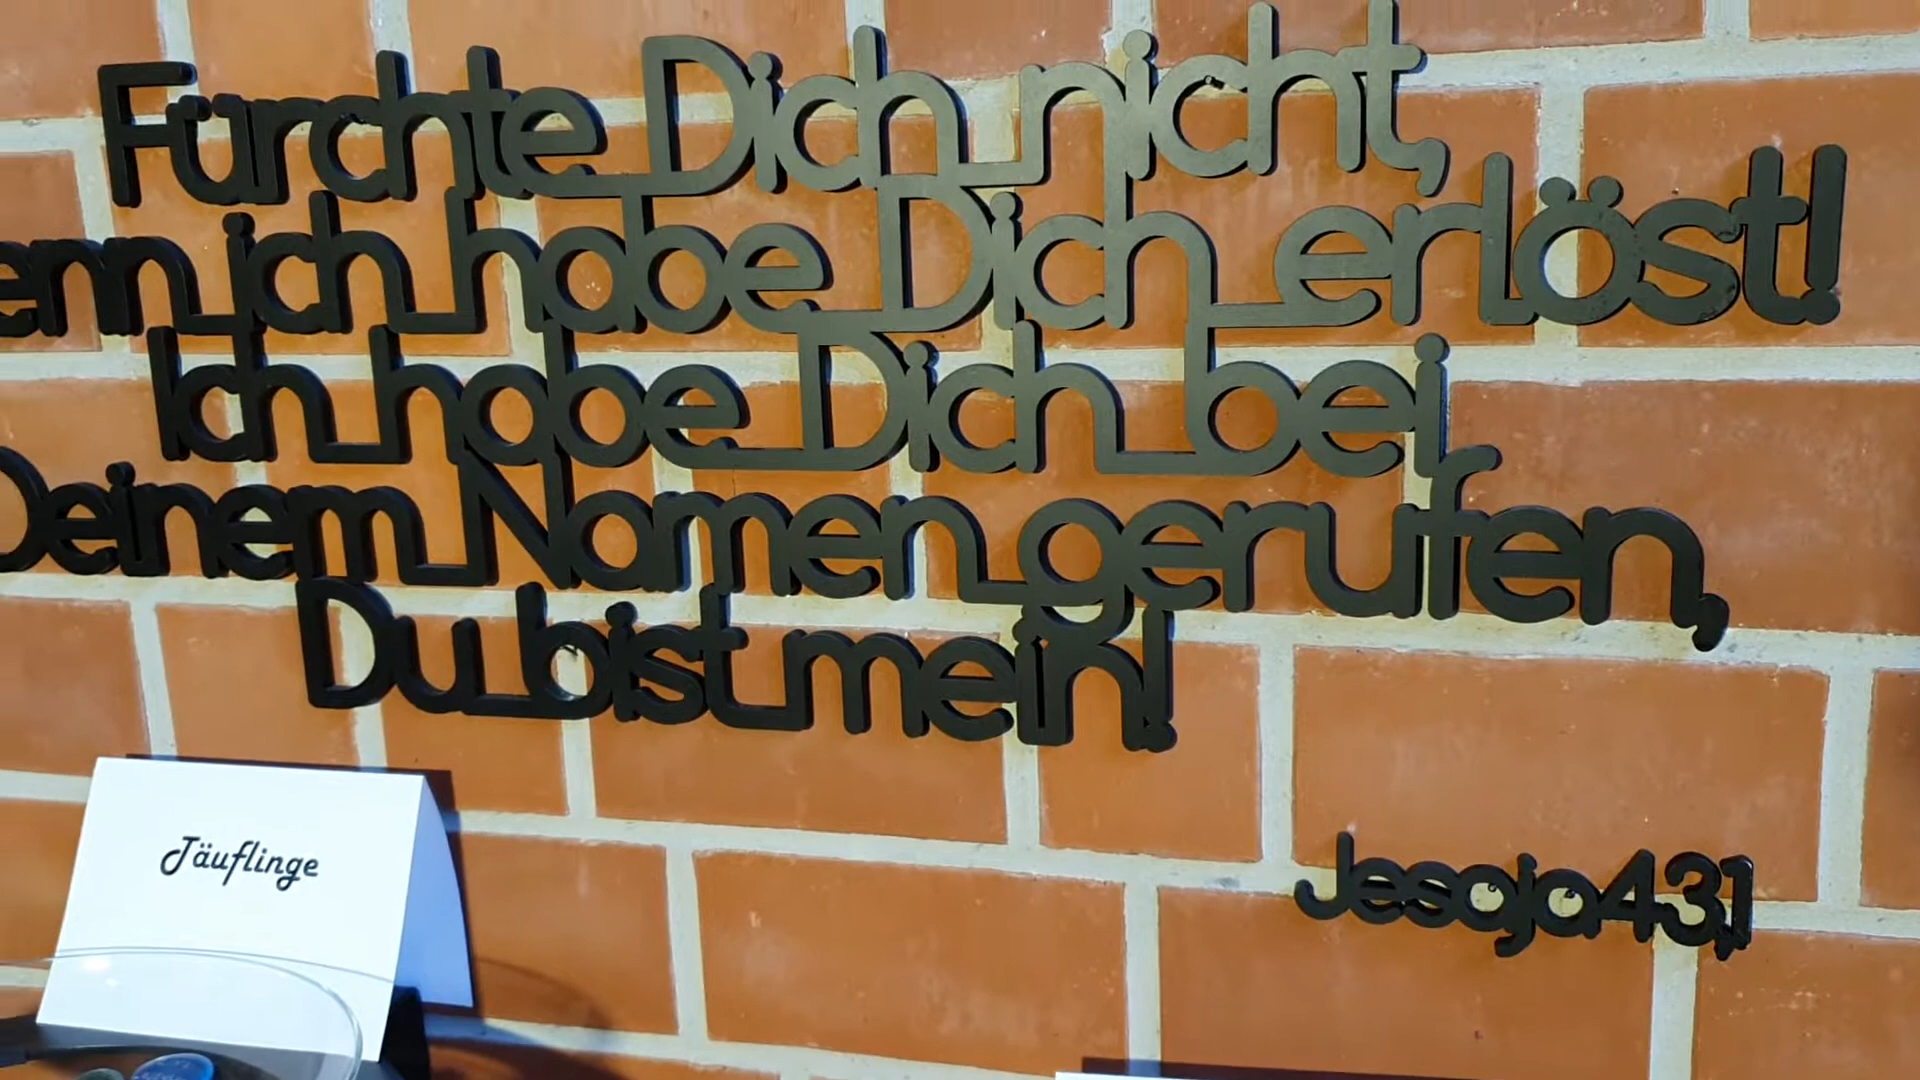 Fürchte Dich nicht,
enn ich habe Dich erlöst!
Ich habe Dich bei
Deinem Namen gerufen,
Du bist mein!
Jesaja 43,1
Täuflinge